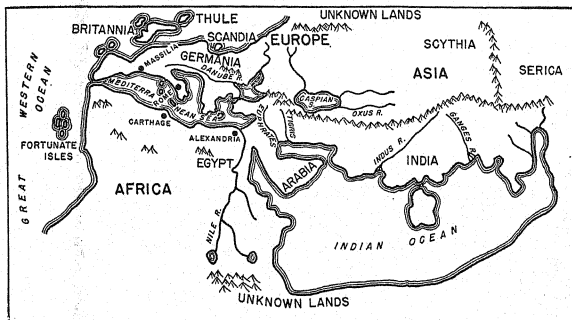 THULE
UNKNOWN LANDS
BRITANNIA
SCANDIA
EUROPE
SCYTHIA
MASSILIA
GERMANIA
DANUBE R.
ASIA
SERICA
GREAT WESTERN OCEAN
MEDITERRANEAN SEA
ROME
CASPIAN S.
OXUS R.
CARTHAGE
EUPHRATES
TIGRIS
FORTUNATE
ISLES
ALEXANDRIA
EGYPT
INDUS R.
GANGES R.
INDIA
ARABIA
AFRICA
NILE R.
INDIAN OCEAN
UNKNOWN LANDS